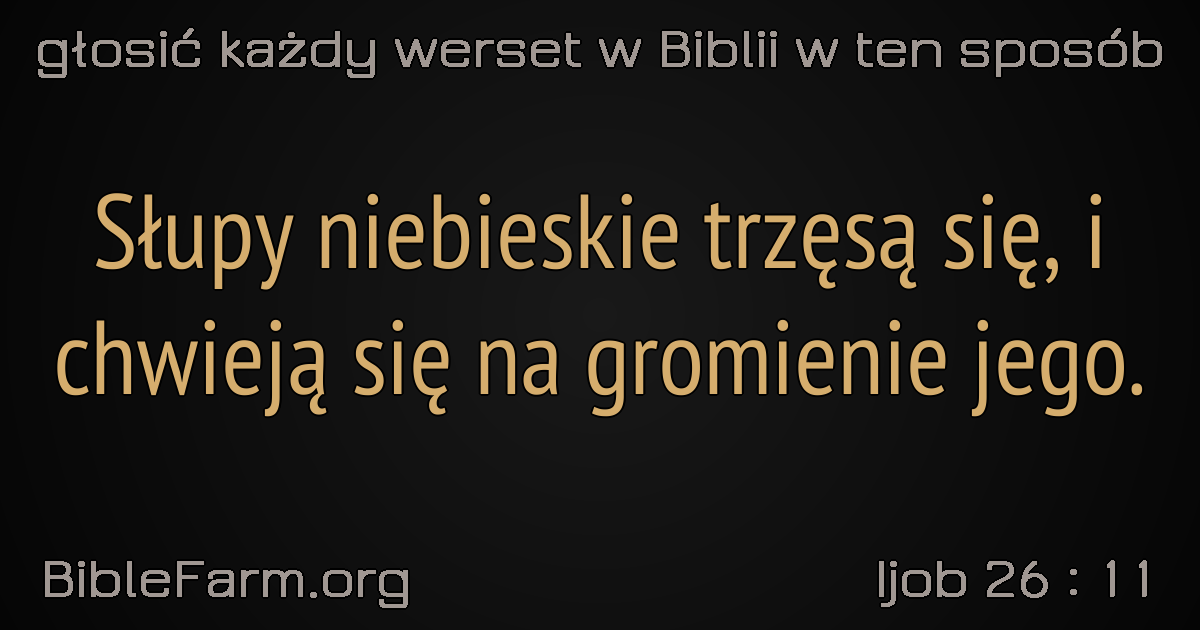 głosić każdy werset w Biblii w ten sposób
Słupy niebieskie trzęsą się, i
chwieją się na gromienie jego.
BibleFarm.org
Ijob 26 : 11